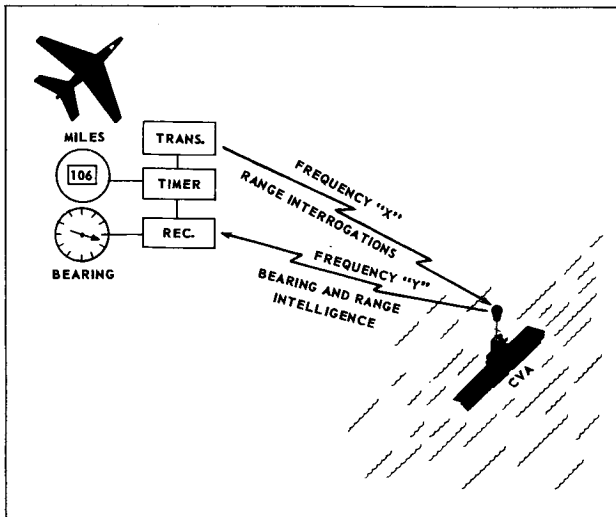 MILES
106
BEARING
TRANS.
TIMER
REC.
FREQUENCY "X"
RANGE INTERROGATIONS
FREQUENCY "Y"
BEARING AND RANGE
INTELLIGENCE
CVA